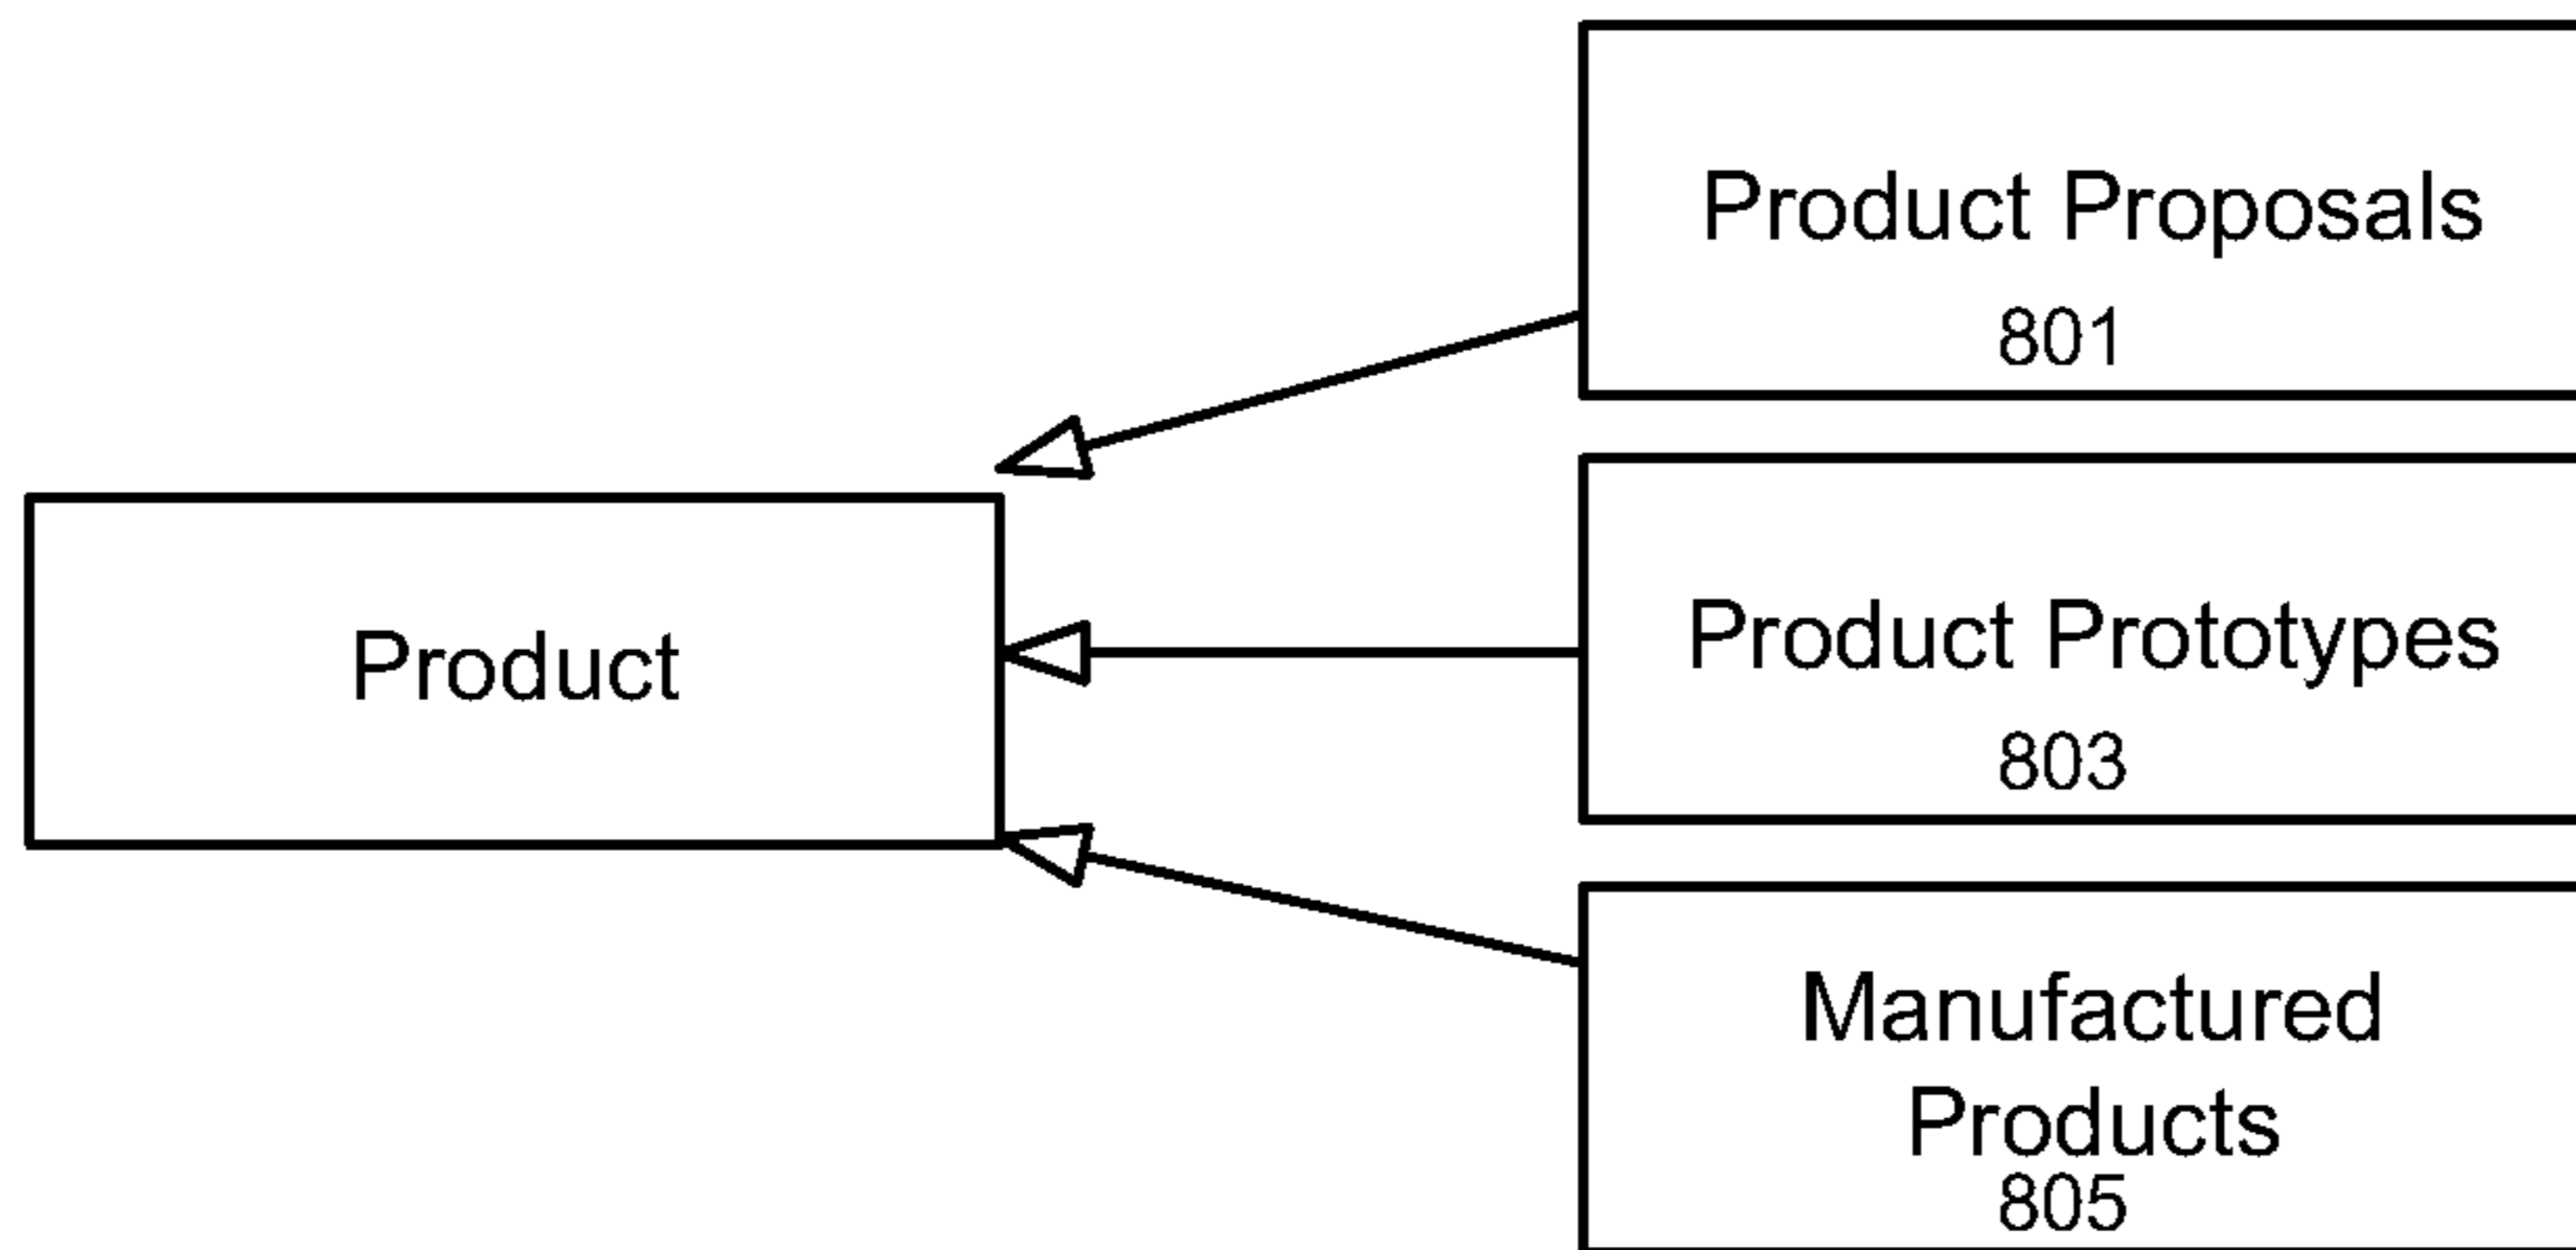 Product Proposals
801
Product
Product Prototypes
803
Manufactured
Products
805